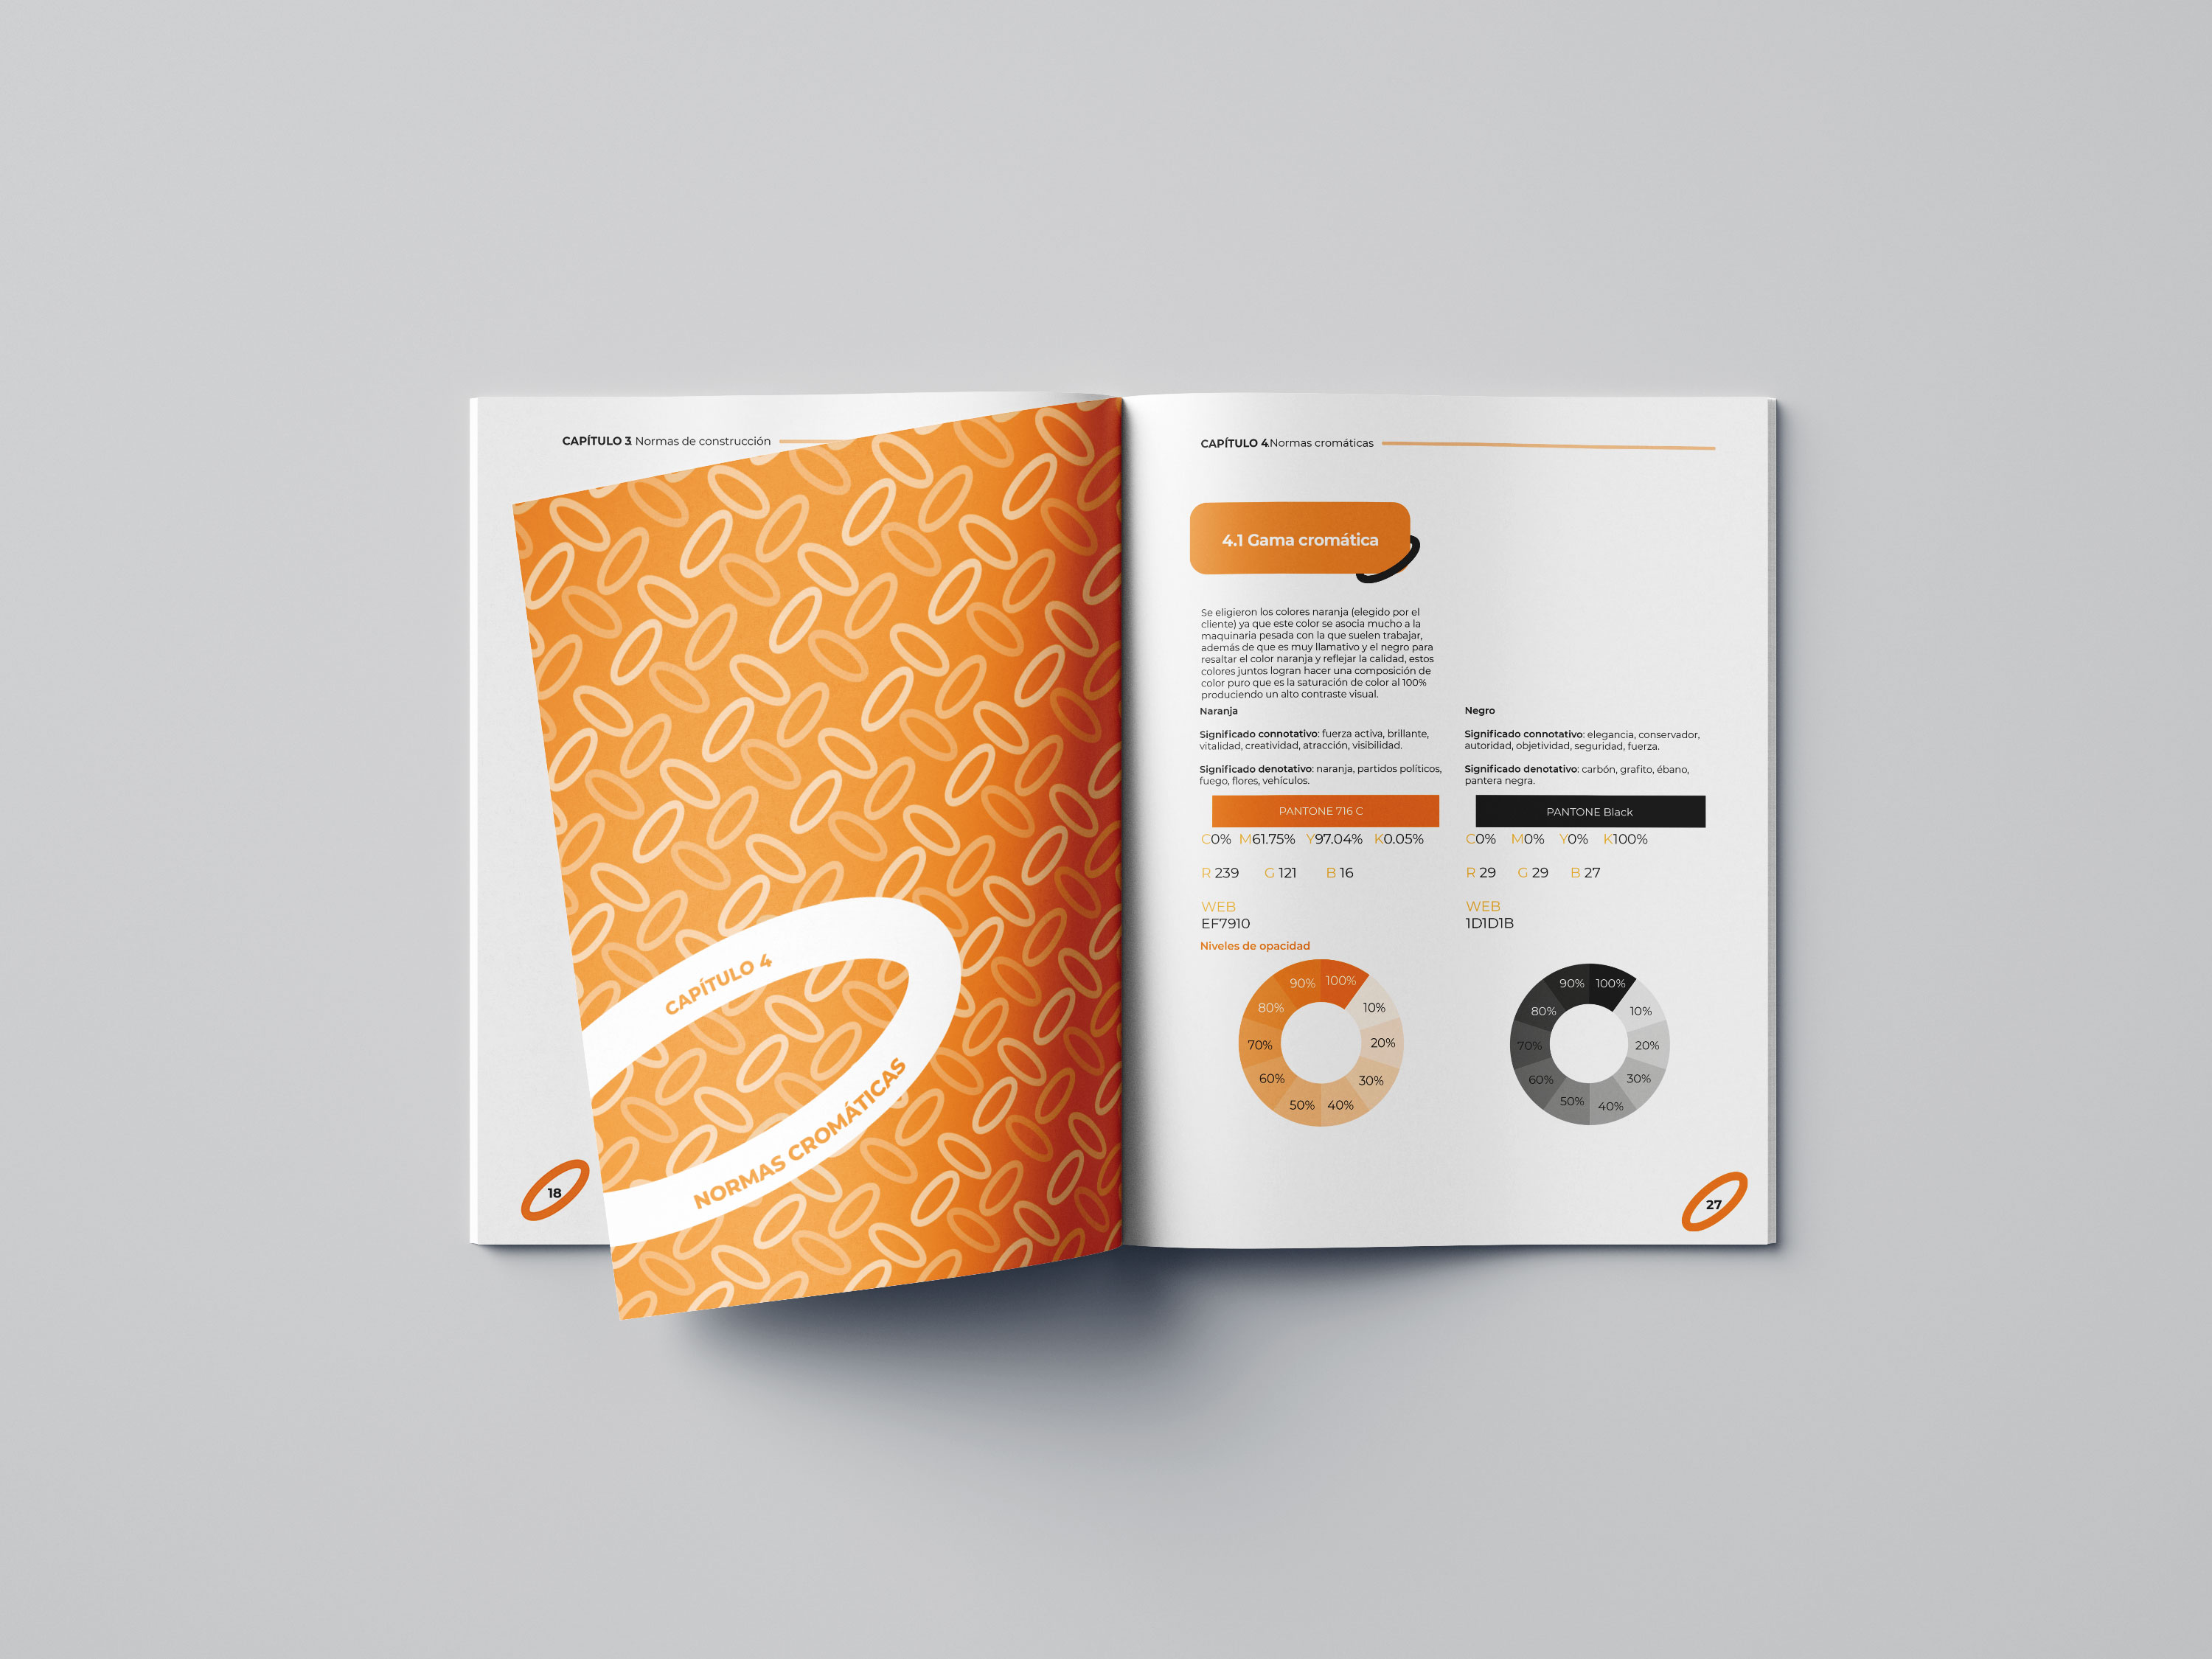 CAPÍTULO 3 Normas de construcción
18
CAPÍTULO 4
NORMAS CROMÁTICAS
CAPÍTULO 4.Normas cromáticas
4.1 Gama cromática
Se eligieron los colores naranja (elegido por el
cliente) ya que este color se asocia mucho a la
maquinaria pesada con la que suelen trabajar,
además de que es muy llamativo y el negro para
resaltar el color naranja y reflejar la calidad, estos
colores juntos logran hacer una composición de
color puro que es la saturación de color al 100%
produciendo un alto contraste visual.
Naranja
Significado connotativo: fuerza activa, brillante,
vitalidad, creatividad, atracción, visibilidad.
Significado denotativo: naranja, partidos políticos,
fuego, flores, vehículos.
PANTONE 716 C
C0% M61.75% Y97.04% K0.05%
R 239 G 121 B 16
WEB
EF7910
Niveles de opacidad
100%
10%
20%
30%
40%
50%
60%
70%
80%
90%
Negro
Significado connotativo: elegancia, conservador,
autoridad, objetividad, seguridad, fuerza.
Significado denotativo: carbón, grafito, ébano,
pantera negra.
PANTONE Black
C0% M0% Y0% K100%
R 29 G 29 B 27
WEB
1D1D1B
100%
10%
20%
30%
40%
50%
60%
70%
80%
90%
27